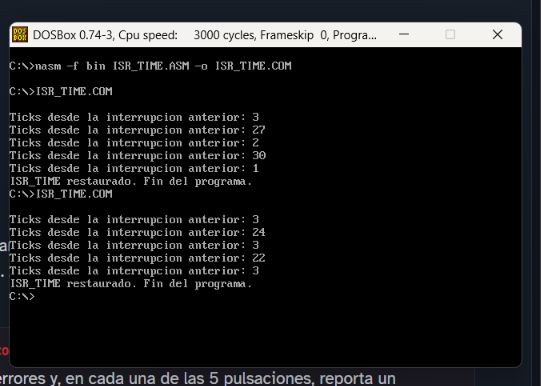 DOSBox 0.74-3, Cpu speed: 3000 cycles, Frameskip 0, Progra...
C:\>nasm -f bin ISR_TIME.ASM -o ISR_TIME.COM
C:\>ISR_TIME.COM
Ticks desde la interrupcion anterior: 3
Ticks desde la interrupcion anterior: 27
Ticks desde la interrupcion anterior: 2
Ticks desde la interrupcion anterior: 30
Ticks desde la interrupcion anterior: 1
ISR_TIME restaurado. Fin del programa.
C:\>ISR_TIME.COM
Ticks desde la interrupcion anterior: 3
Ticks desde la interrupcion anterior: 24
Ticks desde la interrupcion anterior: 3
Ticks desde la interrupcion anterior: 22
Ticks desde la interrupcion anterior: 3
ISR_TIME restaurado. Fin del programa.
C:\>
errores y, en cada una de las 5 pulsaciones, reporta un